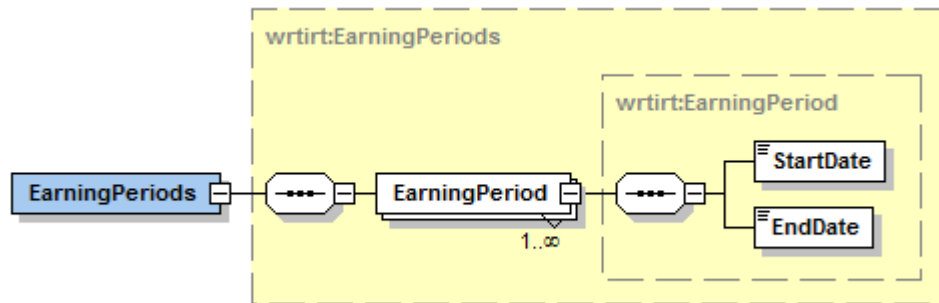 wrtirt:EarningPeriods
wrtirt:EarningPeriod
EarningPeriods
EarningPeriod
1..∞
StartDate
EndDate